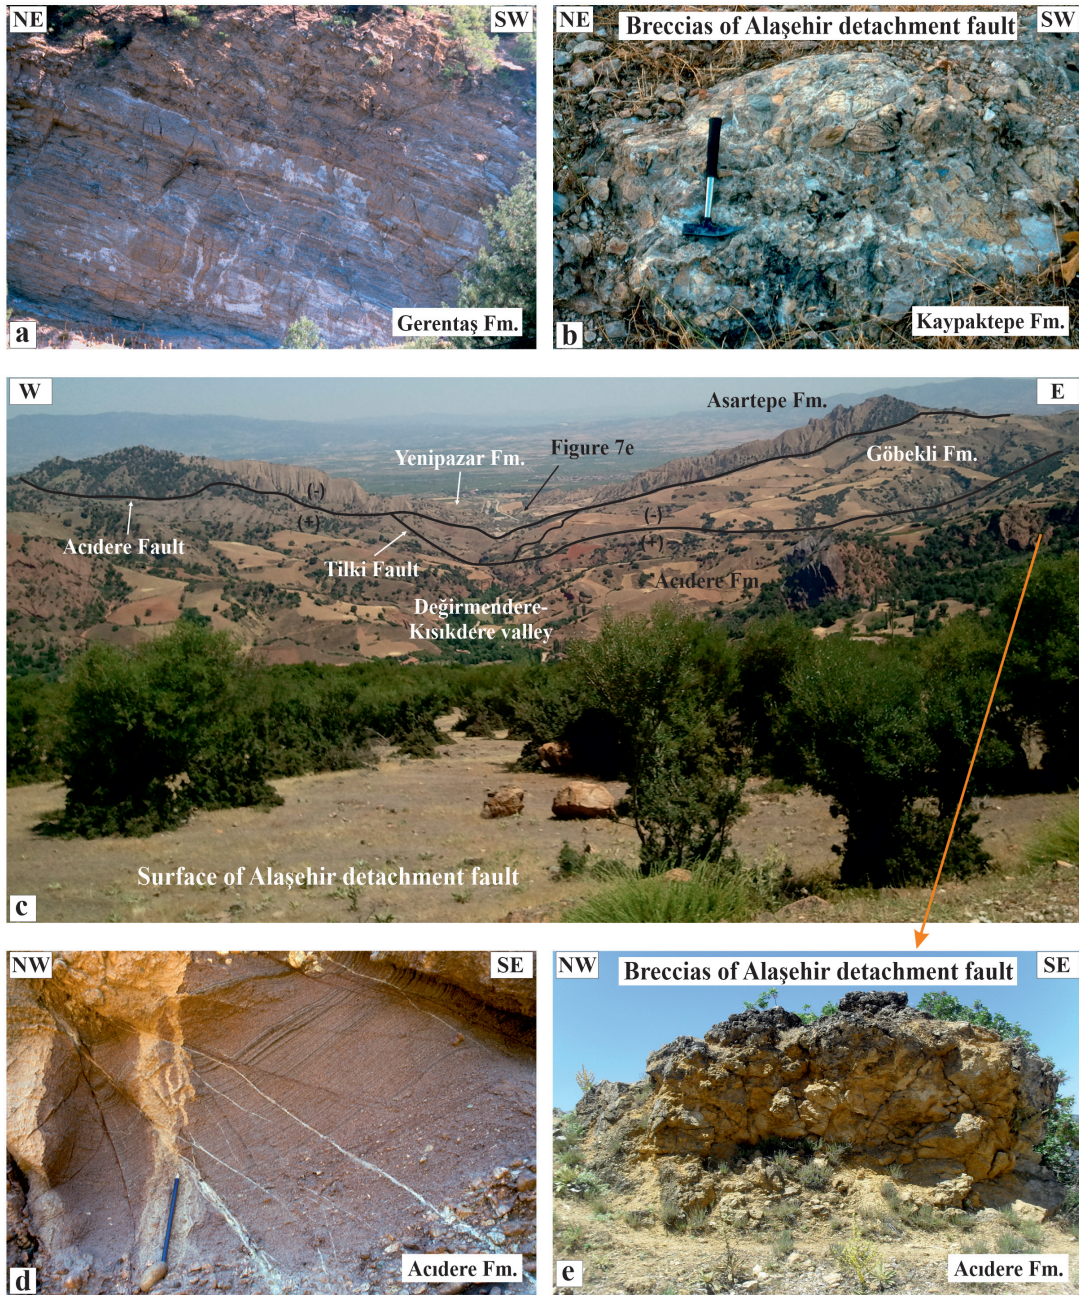 NE
SW
Gerentaş Fm.
a
NE
Breccias of Alaşehir detachment fault
SW
Kaypaktepe Fm.
b
W
E
Asartepe Fm.
Figure 7e
Göbekli Fm.
Yenipazar Fm.
(-)
(+)
(-)
(+)
Acıdere Fault
Tilki Fault
Acıdere Fm.
Değirmendere-
Kısıkdere valley
Surface of Alaşehir detachment fault
c
NW
SE
Acıdere Fm.
d
NW
Breccias of Alaşehir detachment fault
SE
Acıdere Fm.
e